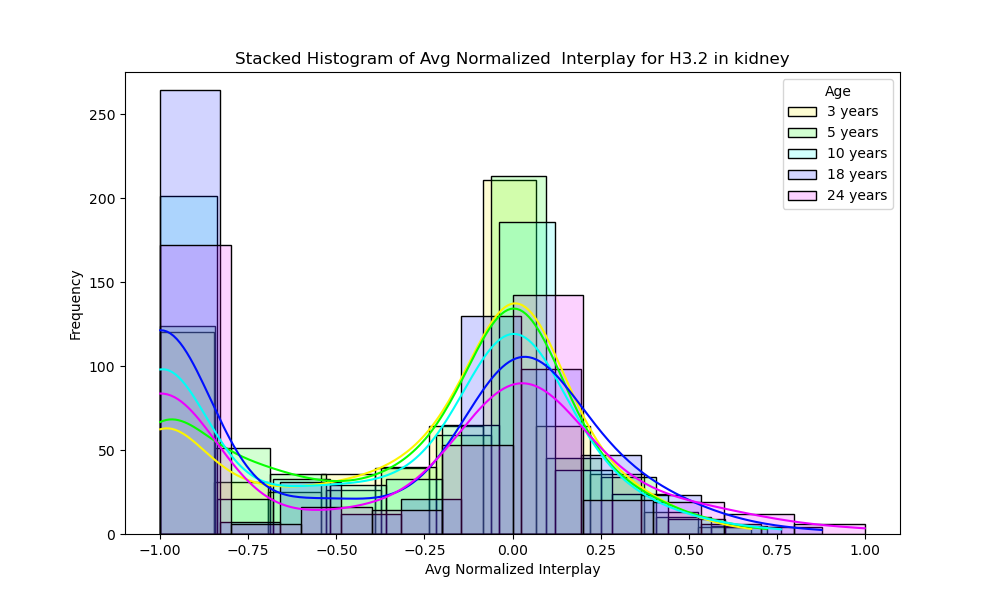 Stacked Histogram of Avg Normalized  Interplay for H3.2 in kidney
Age
3 years
5 years
10 years
18 years
24 years
Frequency
250
200
150
100
50
0
−1.00 −0.75 −0.50 −0.25 0.00 0.25 0.50 0.75 1.00
Avg Normalized Interplay